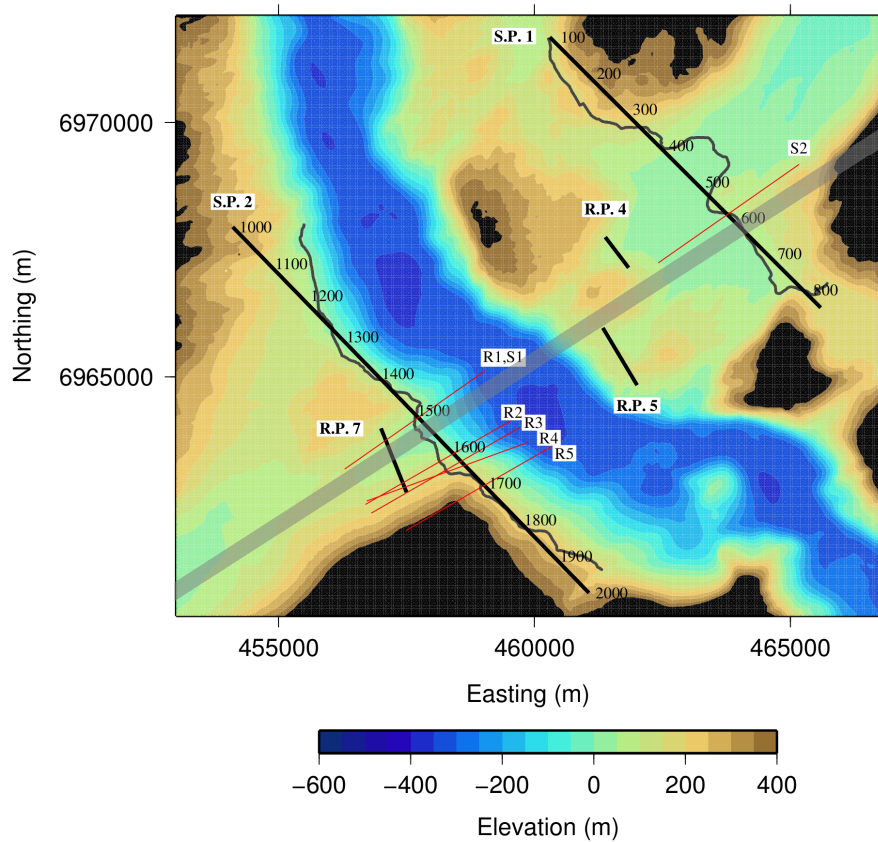 S.P. 1
100
200
6970000
300
400
S2
500
S.P. 2
R.P. 4
600
1000
700
1100
800
1200
Northing (m)
1300
R1,S1
6965000
1400
R.P. 5
1500
R2
R.P. 7
R3
R4
1600
R5
1700
1800
1900
2000
455000 460000 465000
Easting (m)
−600 −400 −200 0 200 400
Elevation (m)